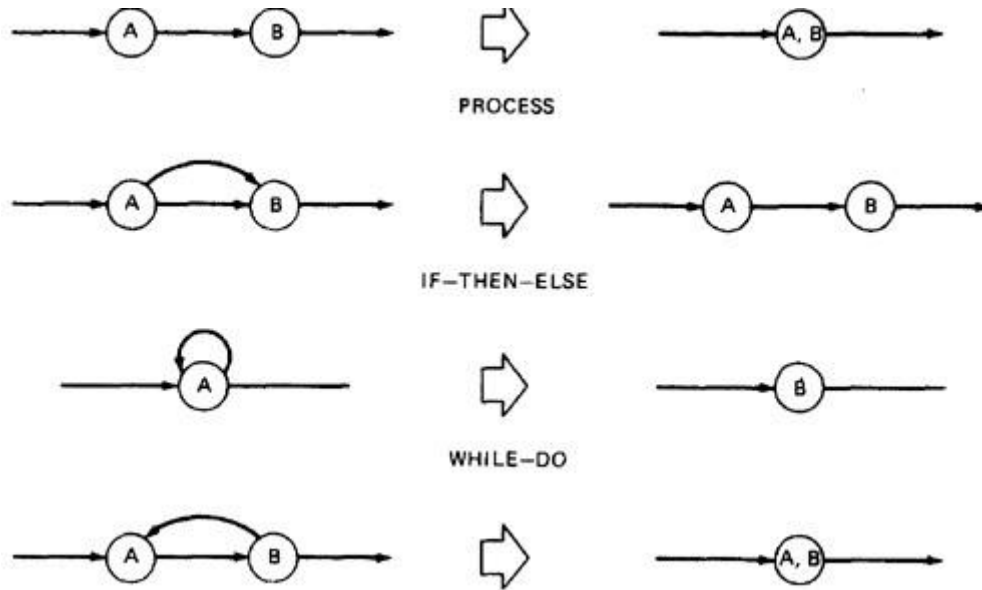 A B A, B
PROCESS
A B A B
IF-THEN-ELSE
A B
WHILE-DO
A B A, B